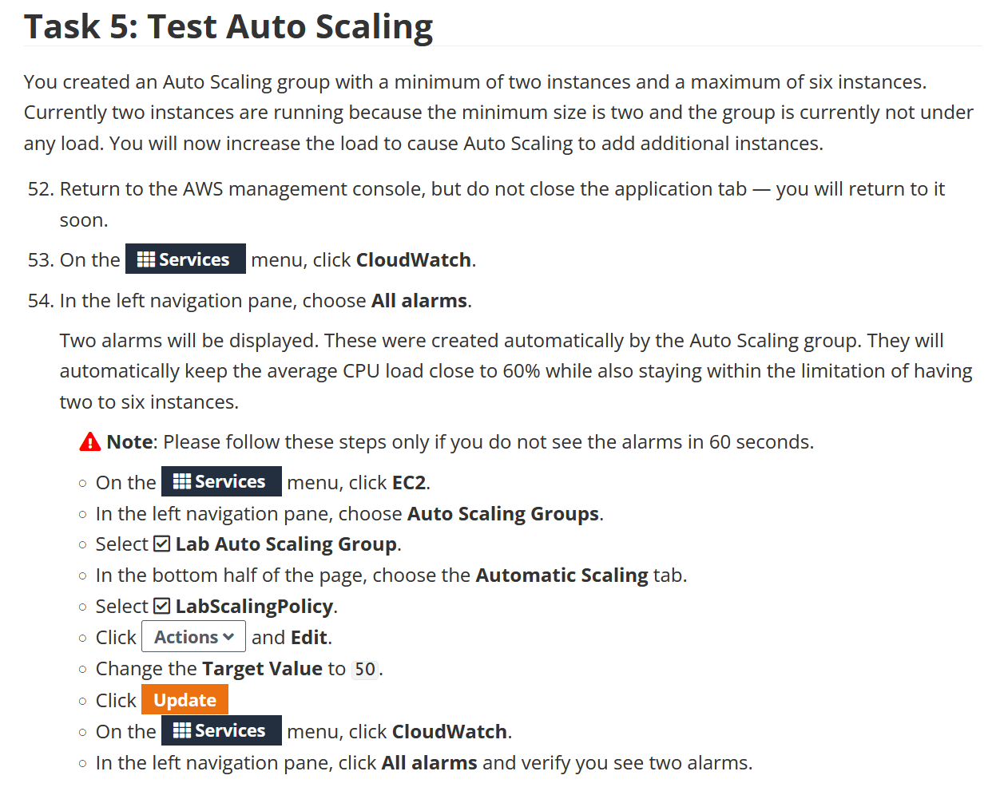 Task 5: Test Auto Scaling
You created an Auto Scaling group with a minimum of two instances and a maximum of six instances.
Currently two instances are running because the minimum size is two and the group is currently not under
any load. You will now increase the load to cause Auto Scaling to add additional instances.
52. Return to the AWS management console, but do not close the application tab — you will return to it
soon.
53. On the Services menu, click CloudWatch.
54. In the left navigation pane, choose All alarms.
Two alarms will be displayed. These were created automatically by the Auto Scaling group. They will
automatically keep the average CPU load close to 60% while also staying within the limitation of having
two to six instances.
Note: Please follow these steps only if you do not see the alarms in 60 seconds.
On the Services menu, click EC2.
In the left navigation pane, choose Auto Scaling Groups.
Select Lab Auto Scaling Group.
In the bottom half of the page, choose the Automatic Scaling tab.
Select LabScalingPolicy.
Click Actions and Edit.
Change the Target Value to 50.
Click Update
On the Services menu, click CloudWatch.
In the left navigation pane, click All alarms and verify you see two alarms.